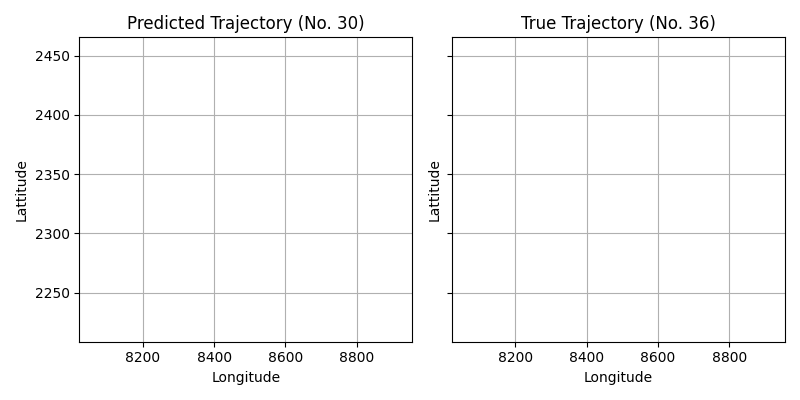 Predicted Trajectory (No. 30)
True Trajectory (No. 36)
2450
2400
2350
2300
2250
Lattitude
Lattitude
8200 8400 8600 8800
8200 8400 8600 8800
Longitude
Longitude